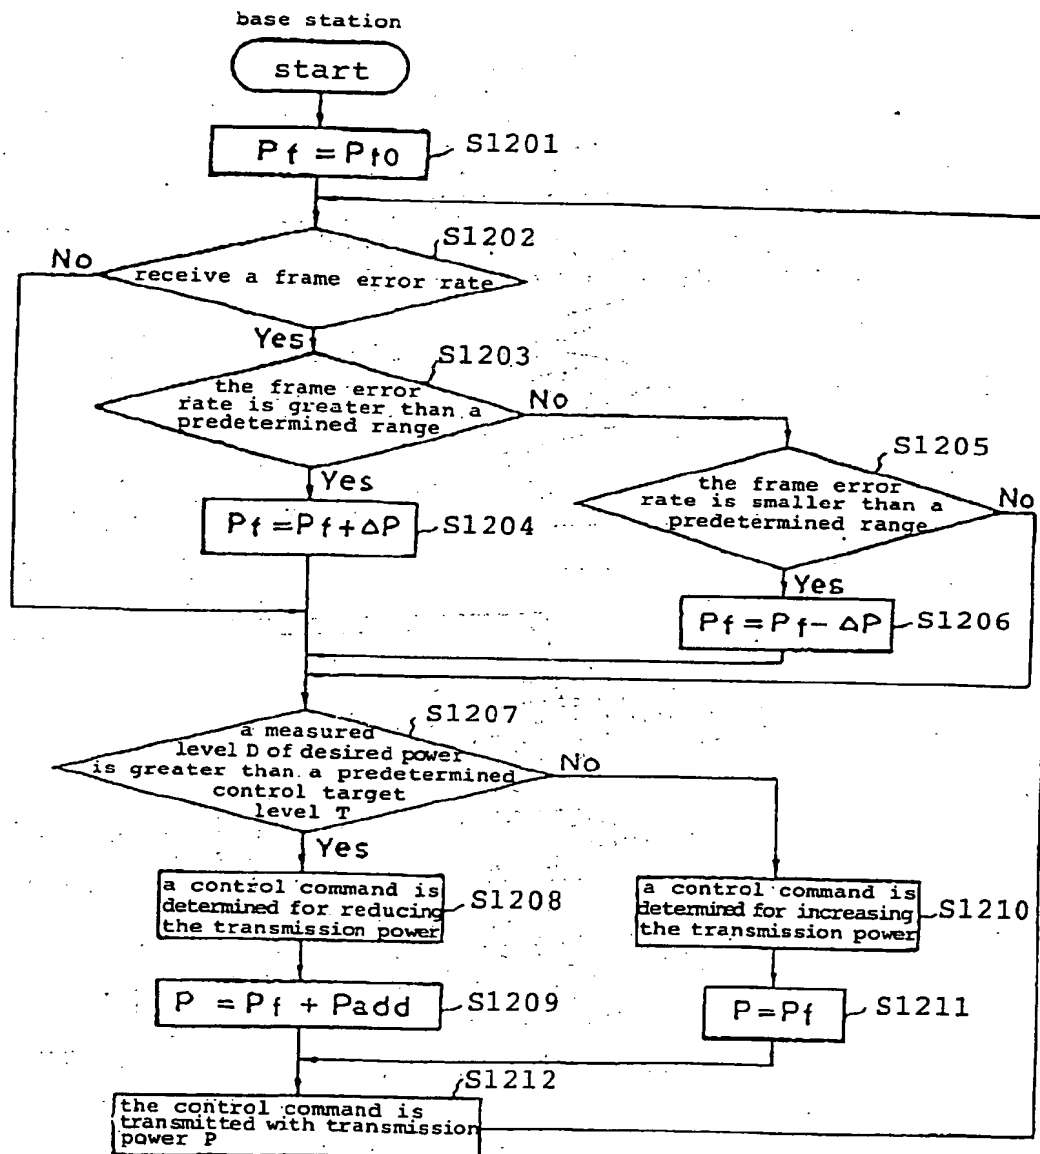 base station
start
Pf = Pf0
S1201
S1202
No
receive a frame error rate
Yes
S1203
the frame error
rate is greater than a
predetermined range
No
S1205
Yes
the frame error
rate is smaller than a
predetermined range
No
Pf = Pf + ΔP
S1204
Yes
Pf = Pf - ΔP
S1206
S1207
a measured
level D of desired power
is greater than a predetermined
control target
level T
No
Yes
a control command is
determined for reducing
the transmission power
S1208
a control command is
determined for increasing
the transmission power
S1210
P = Pf + Padd
S1209
P = Pf
S1211
S1212
the control command is
transmitted with transmission
power P